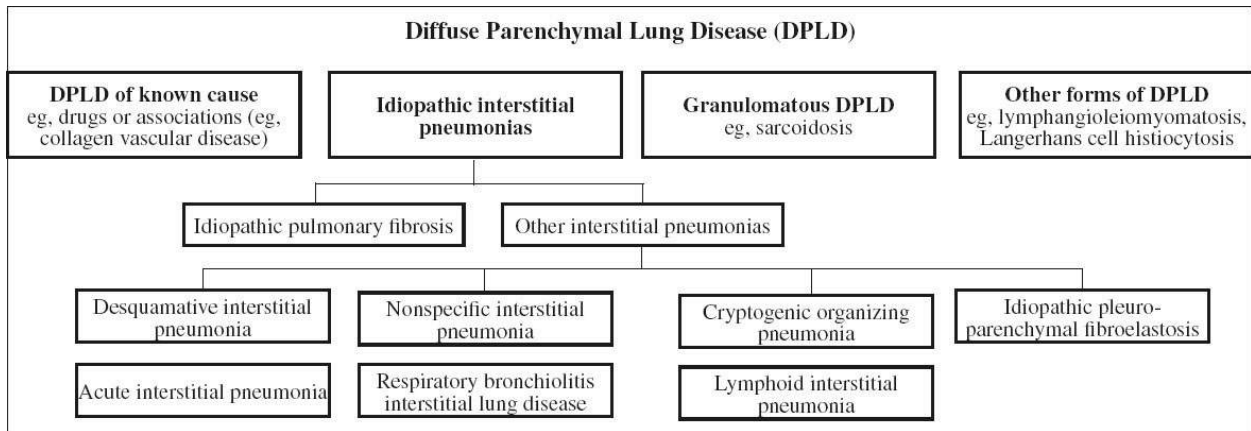 Diffuse Parenchymal Lung Disease (DPLD)
DPLD of known cause
eg, drugs or associations (eg,
collagen vascular disease)
Idiopathic interstitial
pneumonias
Granulomatous DPLD
eg, sarcoidosis
Other forms of DPLD
eg, lymphangioleiomyomatosis,
Langerhans cell histiocytosis
Idiopathic pulmonary fibrosis
Other interstitial pneumonias
Desquamative interstitial
pneumonia
Nonspecific interstitial
pneumonia
Cryptogenic organizing
pneumonia
Idiopathic pleuro-
parenchymal fibroelastosis
Acute interstitial pneumonia
Respiratory bronchiolitis
interstitial lung disease
Lymphoid interstitial
pneumonia